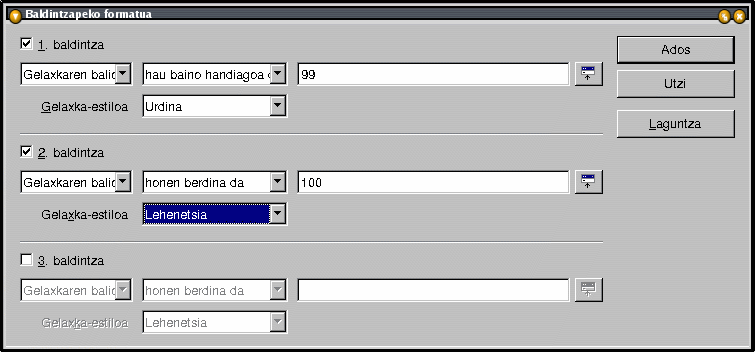 Baldintzapeko formatua
1. baldintza
Gelaxkaren balio hau baino handiagoa 99
Gelaxka-estiloa Urdina
2. baldintza
Gelaxkaren balio honen berdina da 100
Gelaxka-estiloa Lehenetsia
3. baldintza
Gelaxkaren balio honen berdina da
Gelaxka-estiloa Lehenetsia
Ados
Utzi
Laguntza